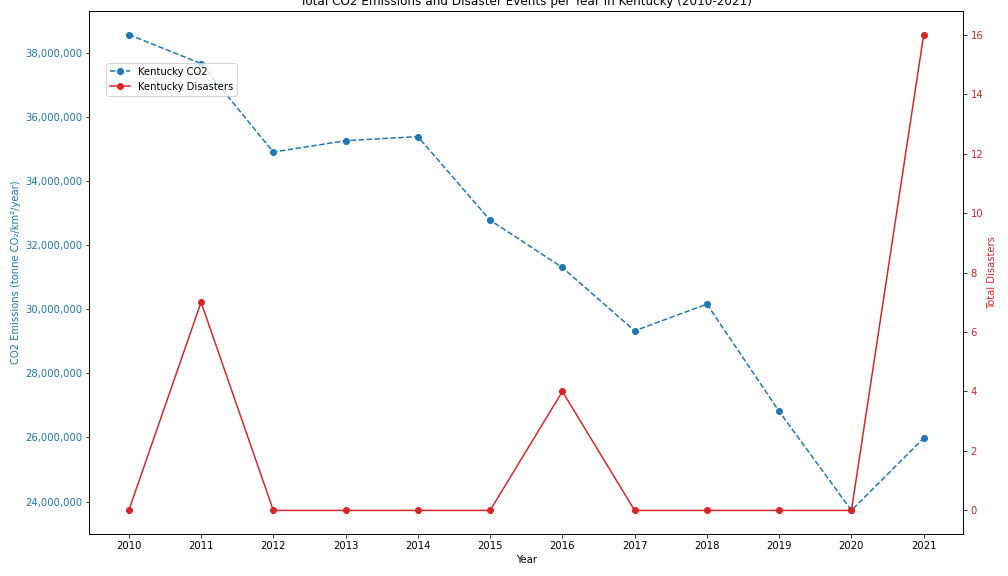 Total CO2 Emissions and Disaster Events per Year in Kentucky (2010-2021)
Kentucky CO2
Kentucky Disasters
CO2 Emissions (tonne CO₂/km²/year)
38,000,000
36,000,000
34,000,000
32,000,000
30,000,000
28,000,000
26,000,000
24,000,000
Total Disasters
16
14
12
10
8
6
4
2
0
2010 2011 2012 2013 2014 2015 2016 2017 2018 2019 2020 2021
Year